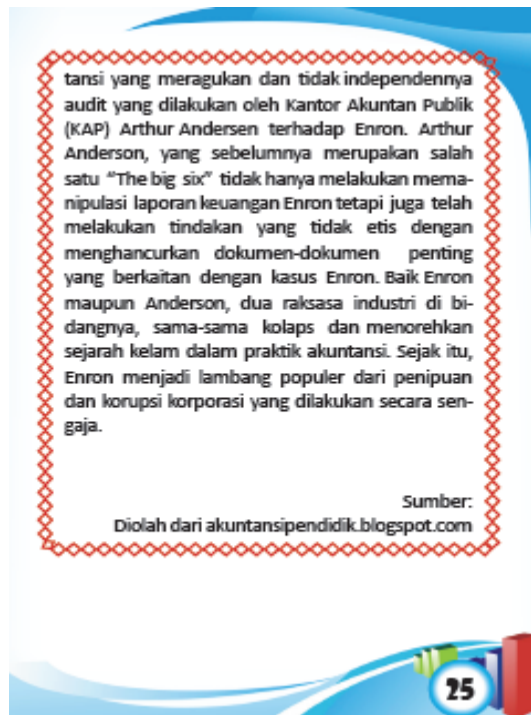 tansi yang meragukan dan tidak independennya
audit yang dilakukan oleh Kantor Akuntan Publik
(KAP) Arthur Andersen terhadap Enron. Arthur
Anderson, yang sebelumnya merupakan salah
satu “The big six” tidak hanya melakukan mema-
nipulasi laporan keuangan Enron tetapi juga telah
melakukan tindakan yang tidak etis dengan
menghancurkan dokumen-dokumen penting
yang berkaitan dengan kasus Enron. Baik Enron
maupun Anderson, dua raksasa industri di bi-
dangnya, sama-sama kolaps dan menorehkan
sejarah kelam dalam praktik akuntansi. Sejak itu,
Enron menjadi lambang populer dari penipuan
dan korupsi korporasi yang dilakukan secara sen-
gaja.
Sumber:
Diolah dari akuntansipendidik.blogspot.com
25